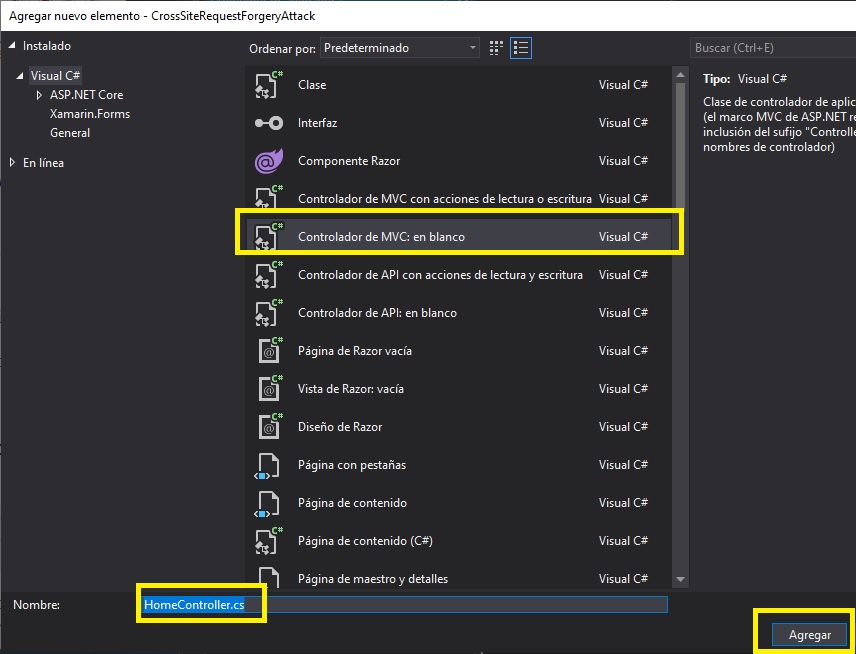 Agregar nuevo elemento - CrossSiteRequestForgeryAttack
Instalado
Visual C#
ASP.NET Core
Xamarin.Forms
General
En línea
Ordenar por: Predeterminado
Buscar (Ctrl+E)
Clase Visual C#
Interfaz Visual C#
Componente Razor Visual C#
Controlador de MVC con acciones de lectura o escritura Visual C#
Controlador de MVC: en blanco Visual C#
Controlador de API con acciones de lectura y escritura Visual C#
Controlador de API: en blanco Visual C#
Página de Razor vacía Visual C#
Vista de Razor: vacía Visual C#
Diseño de Razor Visual C#
Página con pestañas Visual C#
Página de contenido Visual C#
Página de contenido (C#) Visual C#
Página de maestro y detalles Visual C#
Tipo: Visual C#
Clase de controlador de aplic
(el marco MVC de ASP.NET re
inclusión del sufijo "Controlle
nombres de controlador)
Nombre: HomeController.cs
Agregar